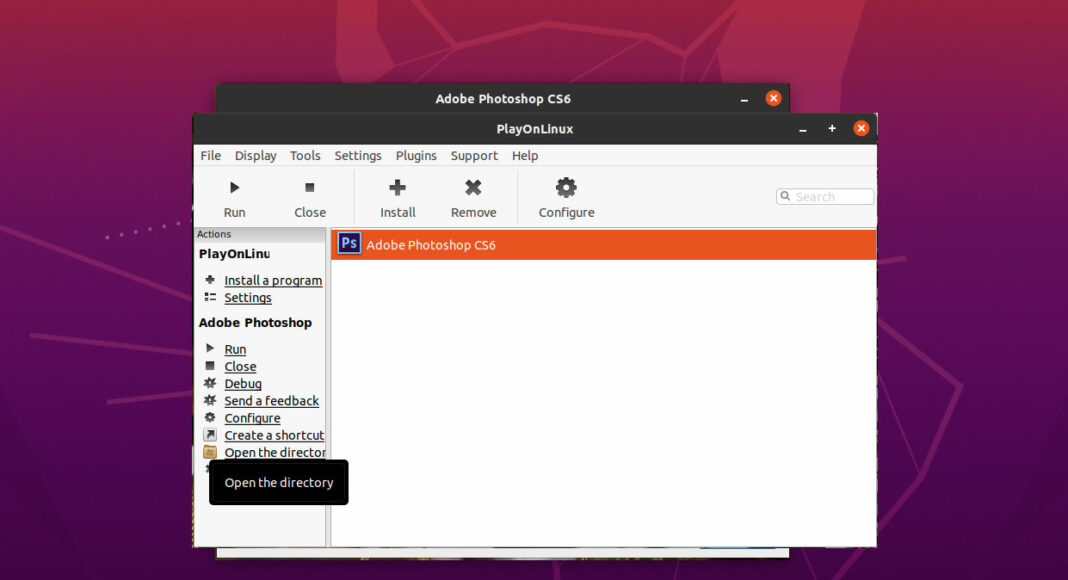 Adobe Photoshop CS6
PlayOnLinux
File Display Tools Settings Plugins Support Help
Run Close Install Remove Configure
Search
Actions
Ps Adobe Photoshop CS6
PlayOnLinu
Install a program
Settings
Adobe Photoshop
Run
Close
Debug
Send a feedback
Configure
Create a shortcut
Open the director
Open the directory